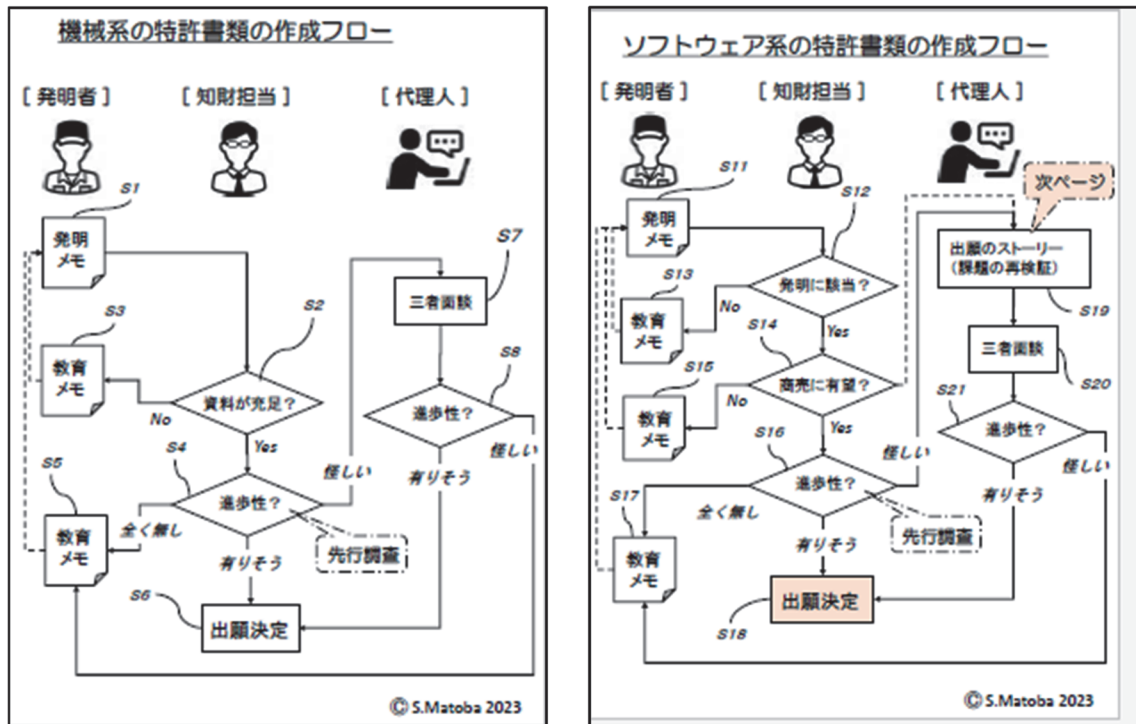 機械系の特許書類の作成フロー
[ 発明者 ]
[ 知財担当 ]
[ 代理人 ]
S1
発明
メモ
S7
三者面談
S3
教育
メモ
S2
資料が充足?
No
Yes
S8
進歩性?
怪しい
有りそう
S4
進歩性?
怪しい
全く無し
有りそう
先行調査
S5
教育
メモ
S6
出願決定
© S.Matoba 2023
ソフトウェア系の特許書類の作成フロー
[ 発明者 ]
[ 知財担当 ]
[ 代理人 ]
S11
発明
メモ
S12
発明に該当?
No
Yes
次ページ
出願のストーリー
(課題の再検証)
S19
S13
教育
メモ
S14
商売に有望?
No
Yes
三者面談
S20
S15
教育
メモ
S21
進歩性?
怪しい
有りそう
S16
進歩性?
怪しい
全く無し
有りそう
先行調査
S17
教育
メモ
出願決定
S18
© S.Matoba 2023